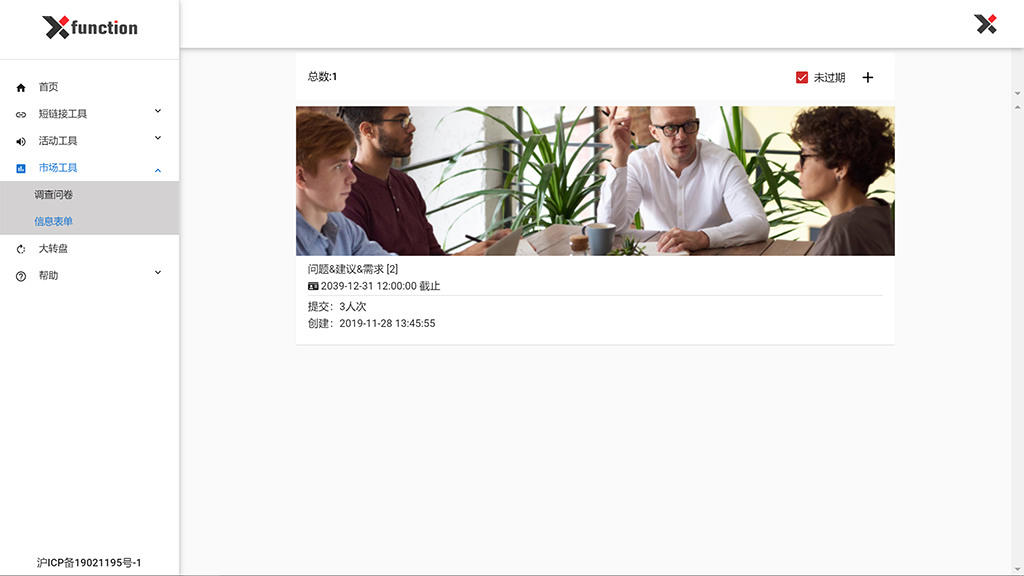 Xfunction
首页
短链接工具
活动工具
市场工具
调查问卷
信息表单
大转盘
帮助
沪ICP备19021195号-1
总数:1
未过期
问题&建议&需求 [2]
2039-12-31 12:00:00 截止
提交：3人次
创建：2019-11-28 13:45:55